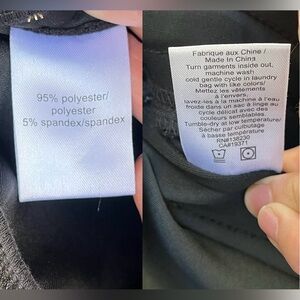 95% polyester/
polyester
5% spandex/spandex
Fabrique aux Chine /
Made In China
Turn garments inside out,
machine wash
cold gentle cycle in laundry
bag with like colors/
Mettez les vêtements
à l'envers,
lavez-les à la machine à l'eau
froide dans le sac à linge au
cycle délicat avec des
couleurs semblables.
Tumble-dry at low temperature/
Sécher par culbutage
à basse température
RN#138230
CA#19371